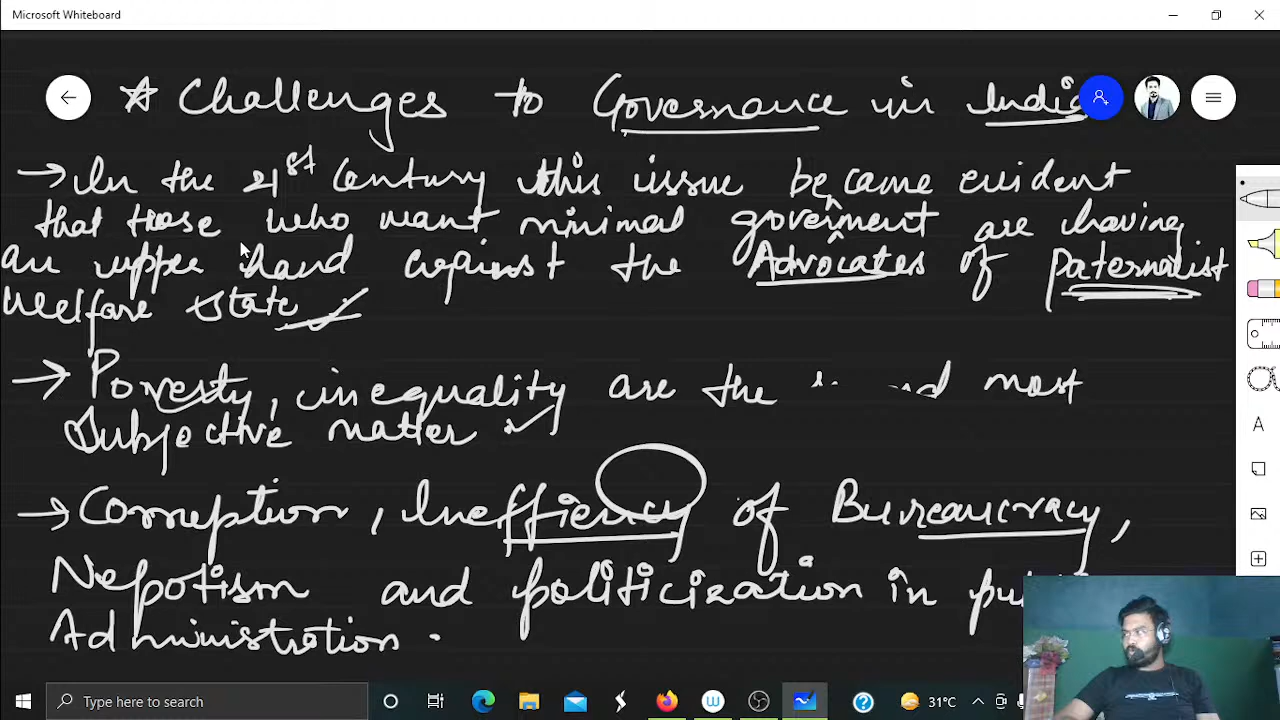 Microsoft Whiteboard
☆ Challenges to Governance in India
→ In the 21st Century this issue became evident
that those who want minimal government are having
an upper hand against the Advocates of paternalist
Welfare state
→ Poverty, inequality are the most
Subjective matter
→ Corruption, Inefficiency of Bureaucracy,
Nepotism and politicization in
Administration.
A
Type here to search
31°C